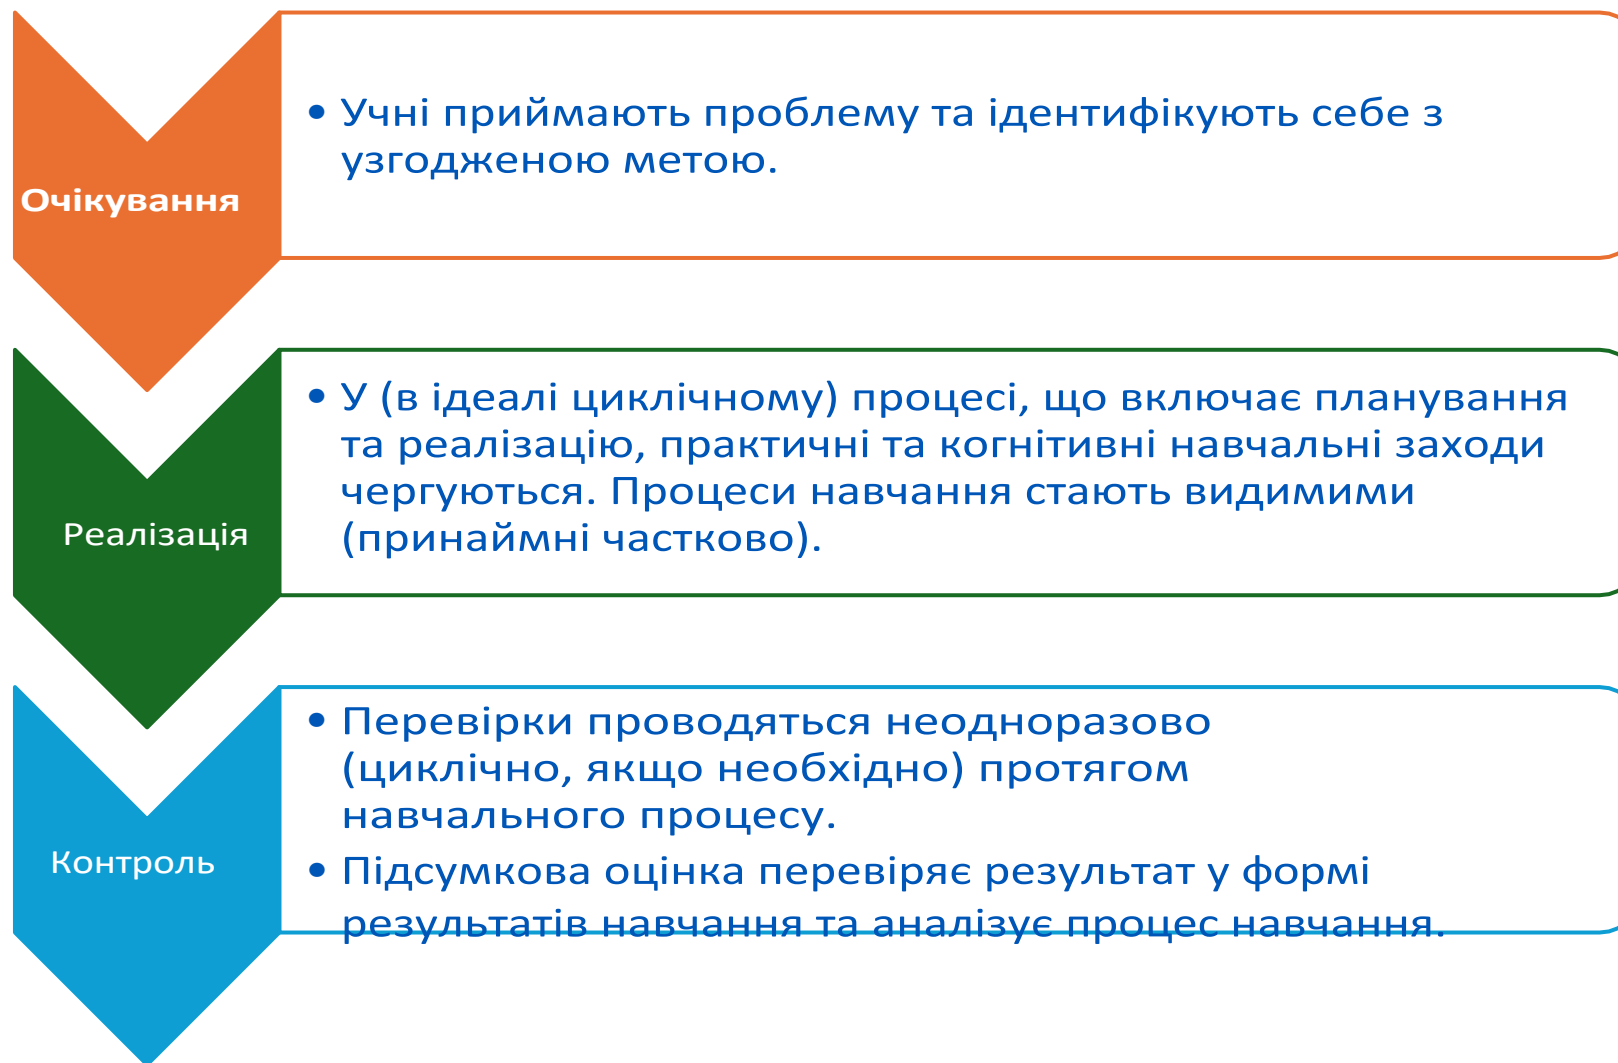 Очікування
• Учні приймають проблему та ідентифікують себе з
узгодженою метою.
Реалізація
• У (в ідеалі циклічному) процесі, що включає планування
та реалізацію, практичні та когнітивні навчальні заходи
чергуються. Процеси навчання стають видимими
(принаймні частково).
Контроль
• Перевірки проводяться неодноразово
(циклічно, якщо необхідно) протягом
навчального процесу.
• Підсумкова оцінка перевіряє результат у формі
результатів навчання та аналізує процес навчання.